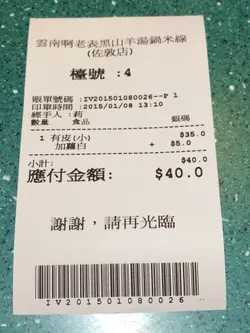 雲南啊老表黑山羊湯鍋米線
(佐敦店)
檯號 :4
賬單號碼 :IV201501080026--P 1
印單時間 :2015/01/08 13:10
經手人 :莉
數量 食品 銀碼
1 有皮(小) $35.0
加蘿白 + $5.0
小計: $40.0
應付金額: $40.0
謝謝，請再光臨
IV201501080026